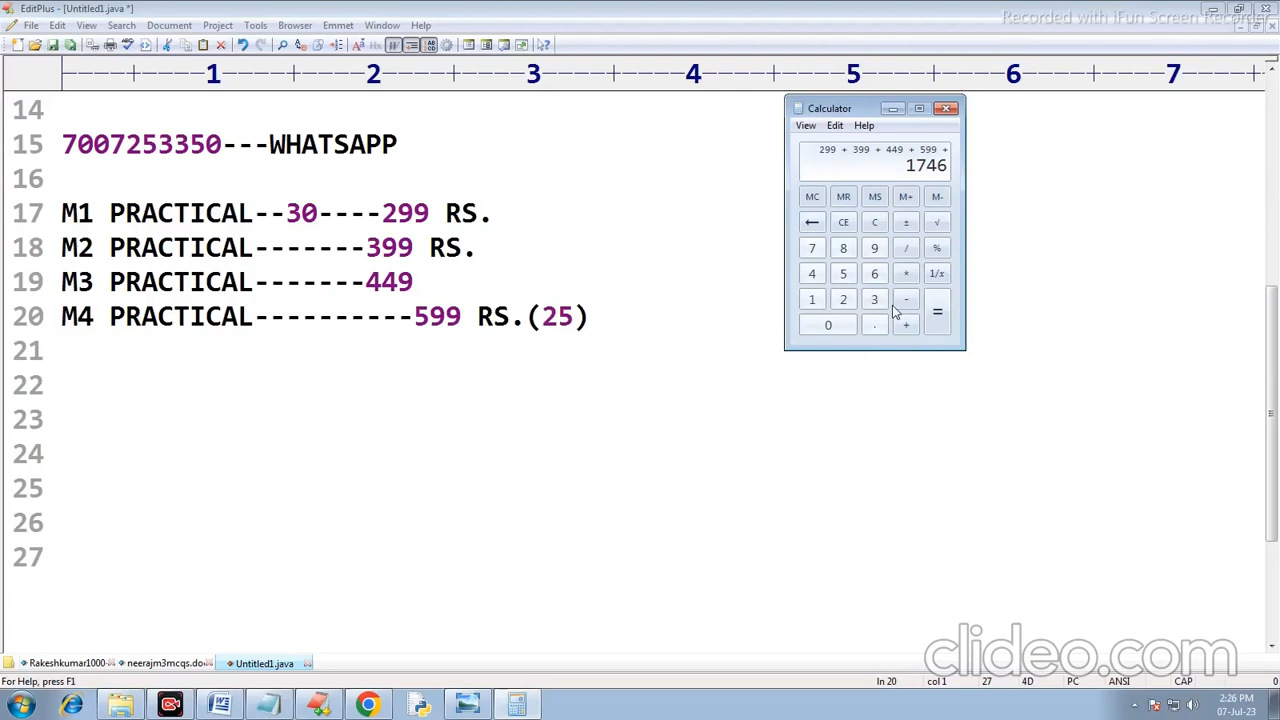 EditPlus - [Untitled1.java *]
Recorded with iFun Screen Recorder
File Edit View Search Document Project Tools Browser Emmet Window Help
1 2 3 4 5 6 7
14
15 7007253350---WHATSAPP
16
17 M1 PRACTICAL--30----299 RS.
18 M2 PRACTICAL-------399 RS.
19 M3 PRACTICAL-------449
20 M4 PRACTICAL----------599 RS.(25)
21
22
23
24
25
26
27
Calculator
View Edit Help
299 + 399 + 449 + 599 +
1746
MC MR MS M+ M-
← CE C ± √
7 8 9 / %
4 5 6 * 1/x
1 2 3 - =
0 . +
clideo.com
Rakeshkumar1000 neerajm3mcqs.do Untitled1.java
For Help, press F1
ln 20 col 1 27 4D PC ANSI CAP 0
2:26 PM
07-Jul-23